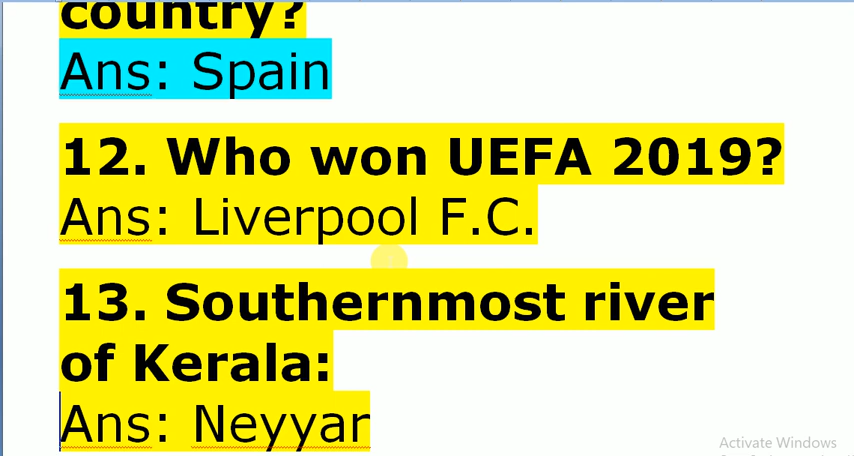 country?
Ans: Spain
12. Who won UEFA 2019?
Ans: Liverpool F.C.
13. Southernmost river
of Kerala:
Ans: Neyyar
Activate Windows